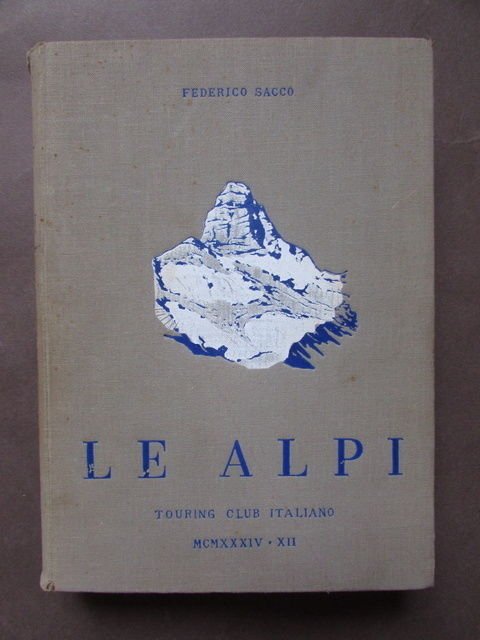 FEDERICO SACCO
LE ALPI
TOURING CLUB ITALIANO
MCMXXXIV • XII